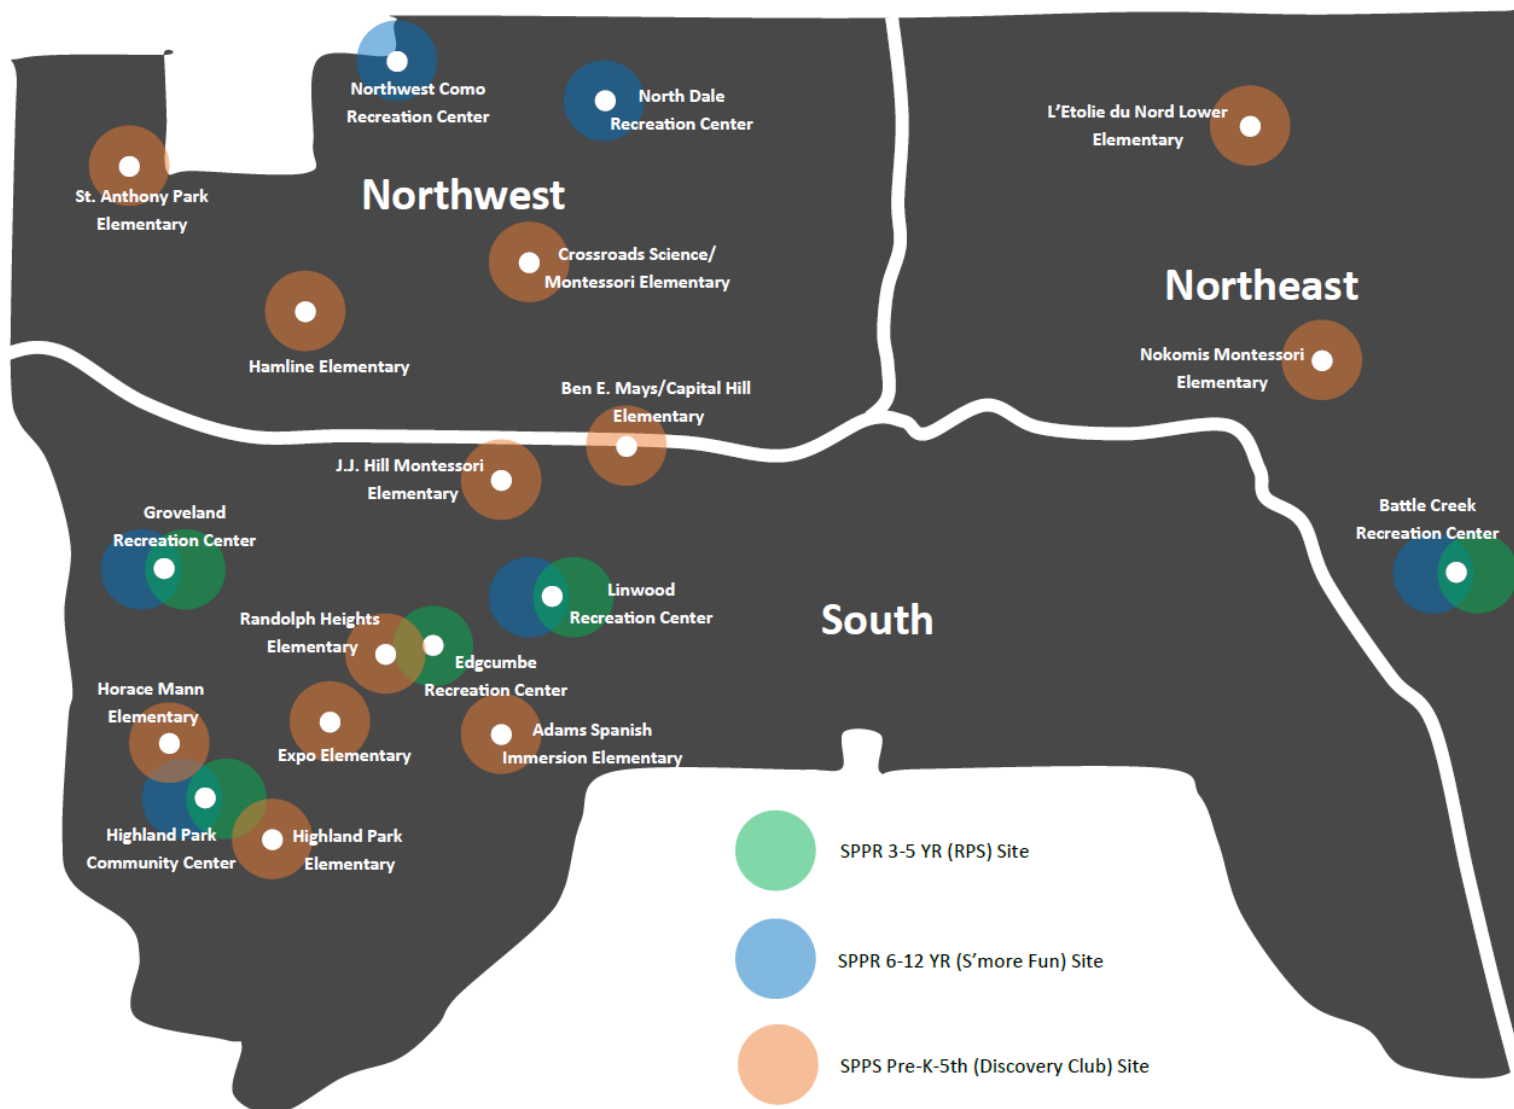 Northwest Como
Recreation Center
North Dale
Recreation Center
L'Etolie du Nord Lower
Elementary
St. Anthony Park
Elementary
Northwest
Crossroads Science/
Montessori Elementary
Northeast
Hamline Elementary
Nokomis Montessori
Elementary
Ben E. Mays/Capital Hill
Elementary
J.J. Hill Montessori
Elementary
Groveland
Recreation Center
Battle Creek
Recreation Center
Linwood
Recreation Center
South
Randolph Heights
Elementary
Edgcumbe
Recreation Center
Horace Mann
Elementary
Expo Elementary
Adams Spanish
Immersion Elementary
Highland Park
Community Center
Highland Park
Elementary
SPPR 3-5 YR (RPS) Site
SPPR 6-12 YR (S'more Fun) Site
SPPS Pre-K-5th (Discovery Club) Site